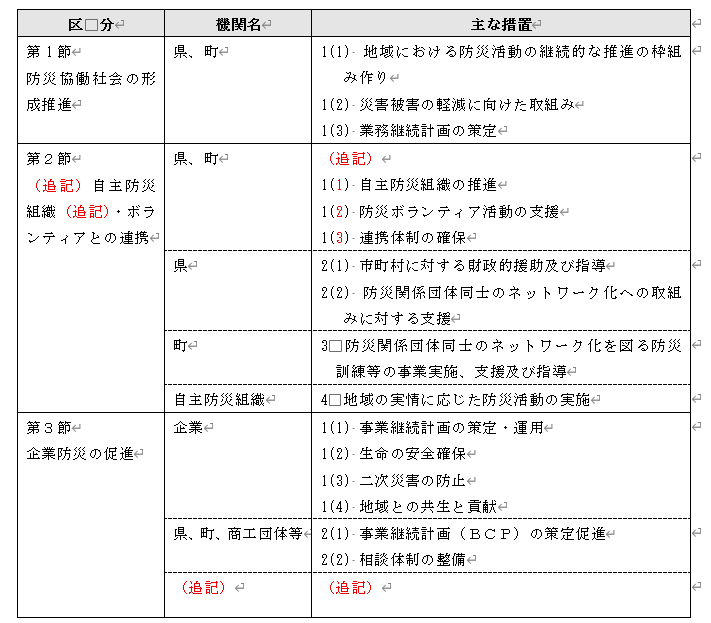 区□分
機関名
主な措置
第１節
防災協働社会の形
成推進
県、町
1(1) 地域における防災活動の継続的な推進の枠組
み作り
1(2) 災害被害の軽減に向けた取組み
1(3) 業務継続計画の策定
第２節
（追記）自主防災
組織（追記）・ボラ
ンティアとの連携
県、町
（追記）
1(1) 自主防災組織の推進
1(2) 防災ボランティア活動の支援
1(3) 連携体制の確保
県
2(1) 市町村に対する財政的援助及び指導
2(2) 防災関係団体同士のネットワーク化への取組
みに対する支援
町
3□防災関係団体同士のネットワーク化を図る防災
訓練等の事業実施、支援及び指導
自主防災組織
4□地域の実情に応じた防災活動の実施
第３節
企業防災の促進
企業
1(1) 事業継続計画の策定・運用
1(2) 生命の安全確保
1(3) 二次災害の防止
1(4) 地域との共生と貢献
県、町、商工団体等
2(1) 事業継続計画（ＢＣＰ）の策定促進
2(2) 相談体制の整備
（追記）
（追記）